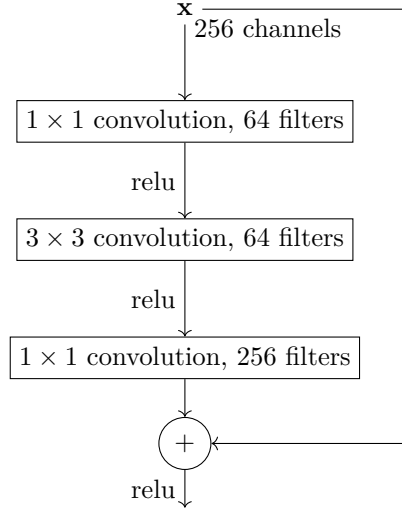 x
256 channels
1 × 1 convolution, 64 filters
relu
3 × 3 convolution, 64 filters
relu
1 × 1 convolution, 256 filters
+
relu